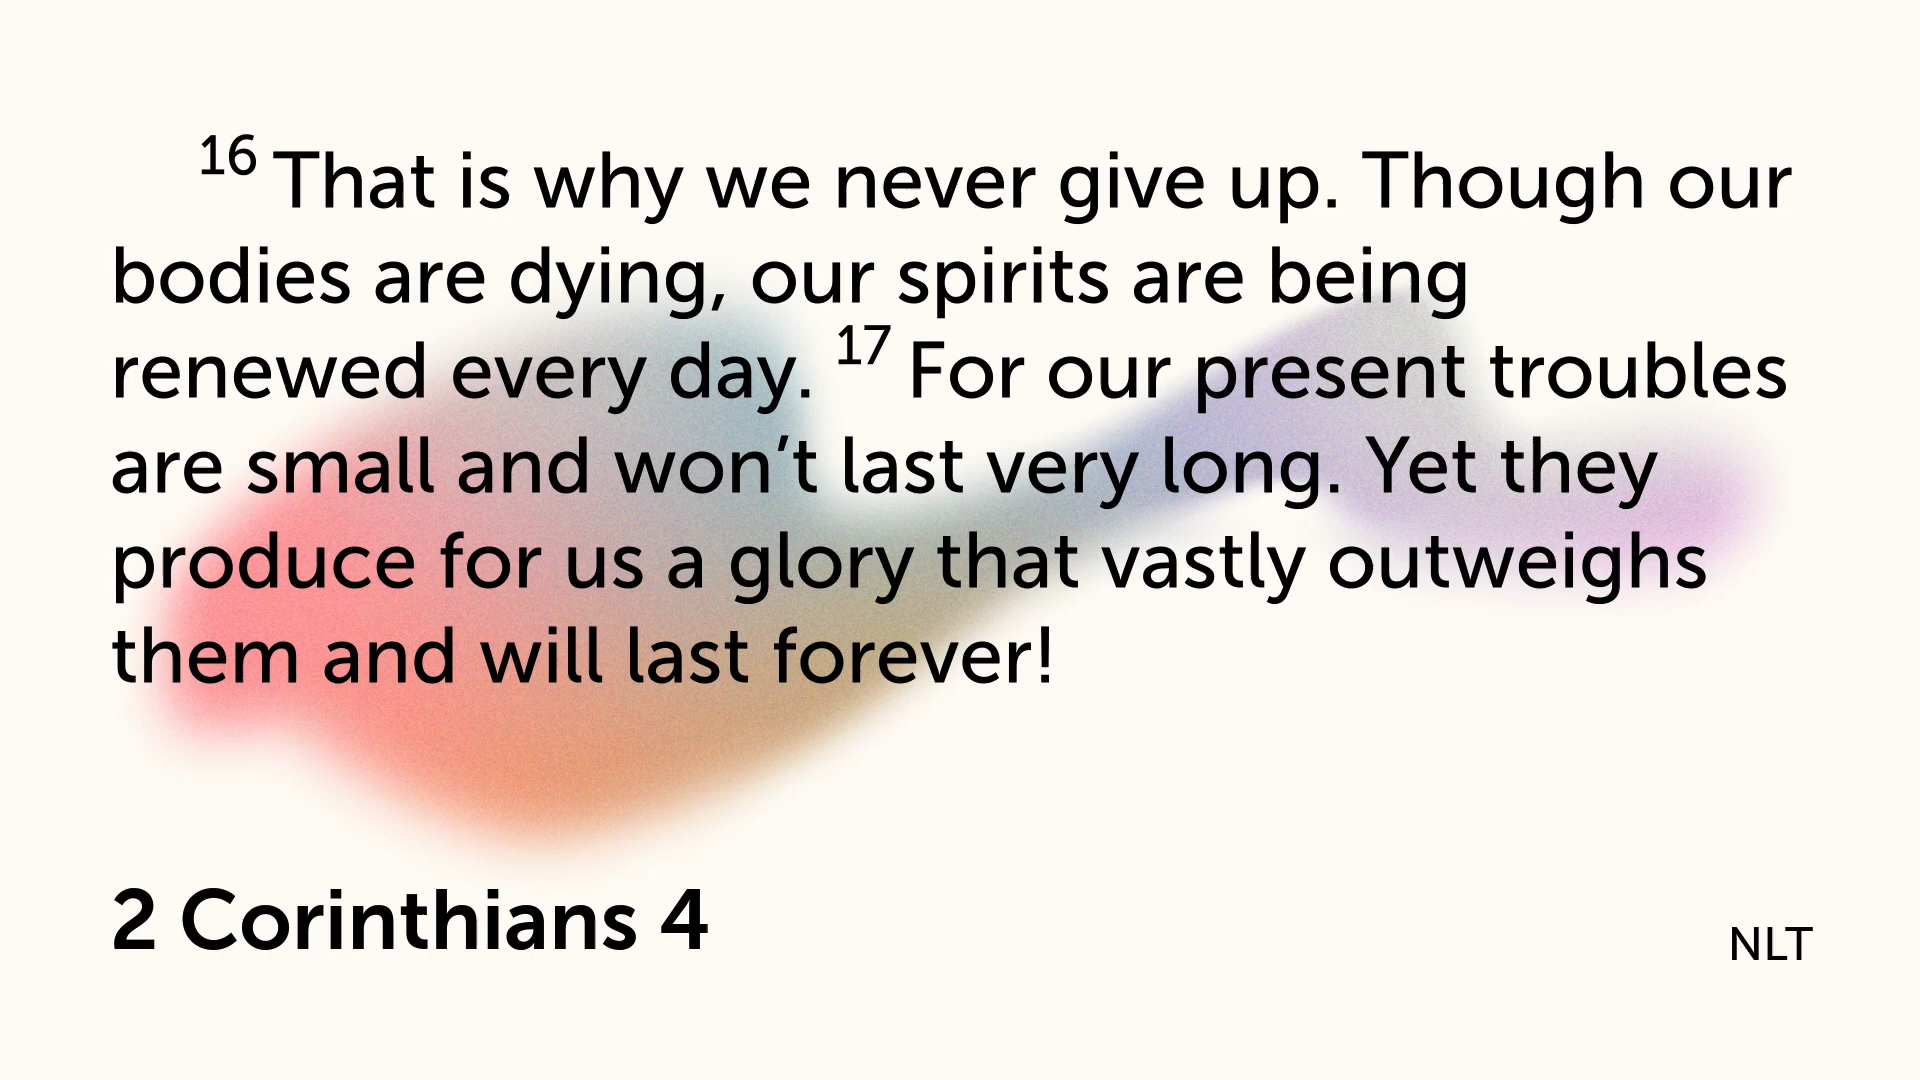 16 That is why we never give up. Though our
bodies are dying, our spirits are being
renewed every day. 17 For our present troubles
are small and won’t last very long. Yet they
produce for us a glory that vastly outweighs
them and will last forever!
2 Corinthians 4
NLT